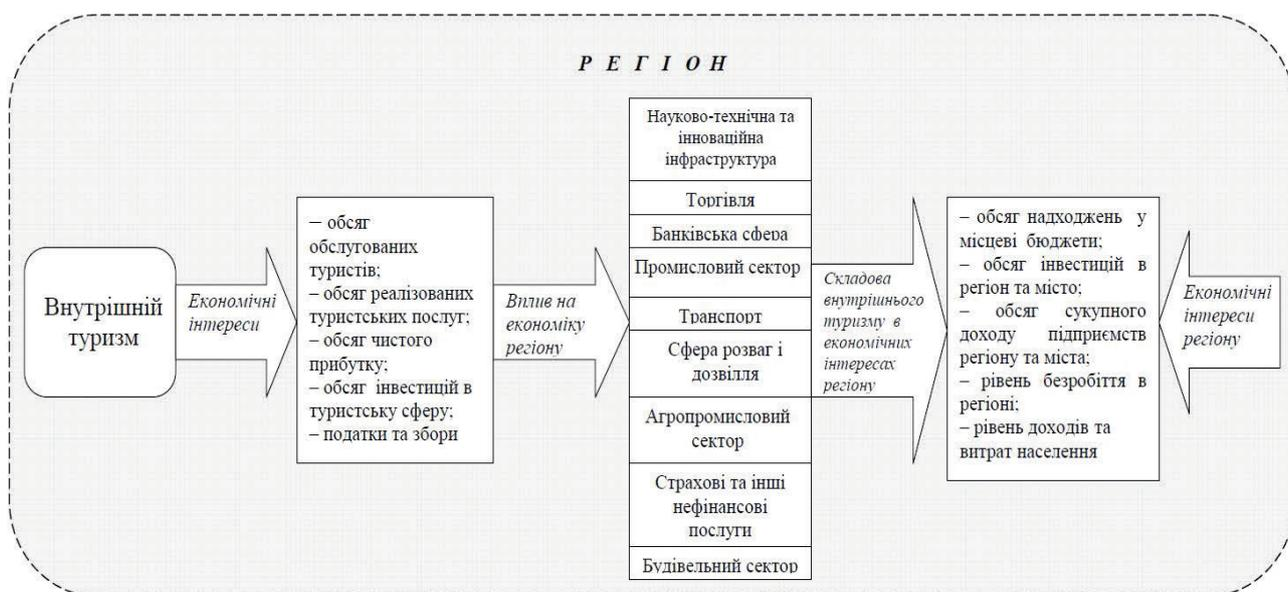 Р Е Г І О Н
Внутрішній
туризм
Економічні
інтереси
– обсяг
обслугованих
туристів;
– обсяг реалізованих
туристських послуг;
– обсяг чистого
прибутку;
– обсяг інвестицій в
туристську сферу;
– податки та збори
Вплив на
економіку
регіону
Науково-технічна та
інноваційна
інфраструктура
Торгівля
Банківська сфера
Промисловий сектор
Транспорт
Сфера розваг і
дозвілля
Агропромисловий
сектор
Страхові та інші
нефінансові
послуги
Будівельний сектор
Складова
внутрішнього
туризму в
економічних
інтересах
регіону
– обсяг надходжень у
місцеві бюджети;
– обсяг інвестицій в
регіон та місто;
– обсяг сукупного
доходу підприємств
регіону та міста;
– рівень безробіття в
регіоні;
– рівень доходів та
витрат населення
Економічні
інтереси
регіону